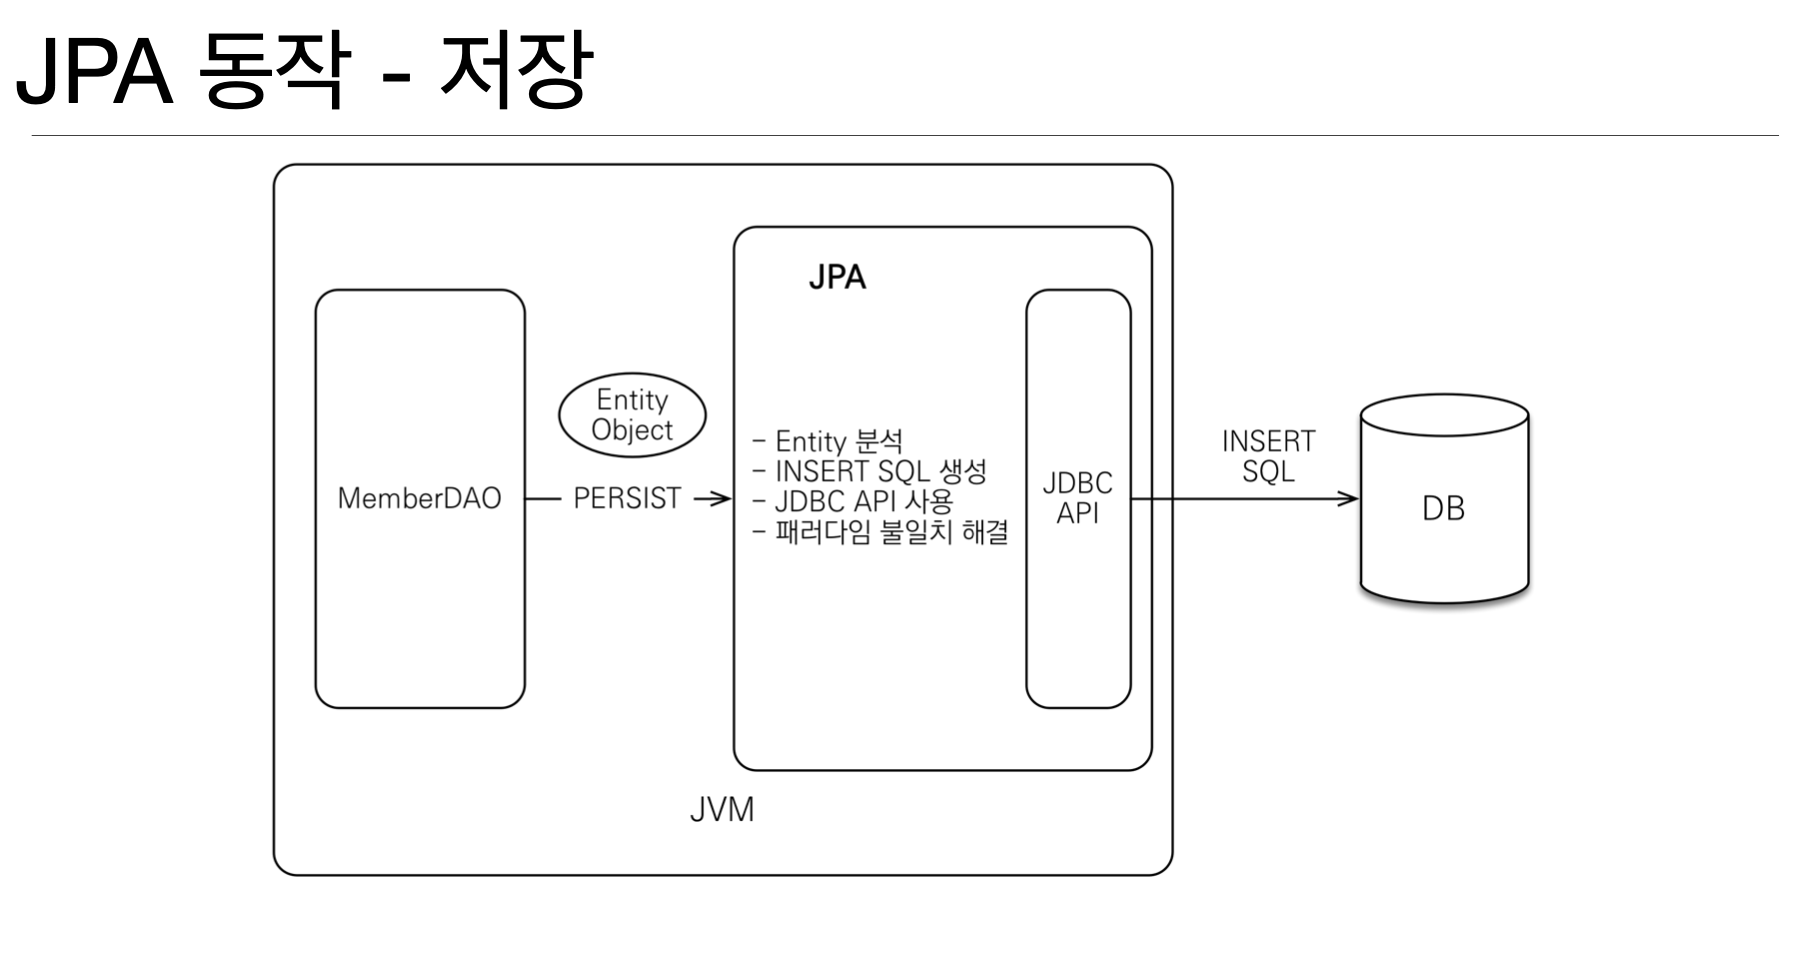 JPA 동작 - 저장
JPA
Entity
Object
MemberDAO
PERSIST
- Entity 분석
- INSERT SQL 생성
- JDBC API 사용
- 패러다임 불일치 해결
JDBC
API
INSERT
SQL
DB
JVM